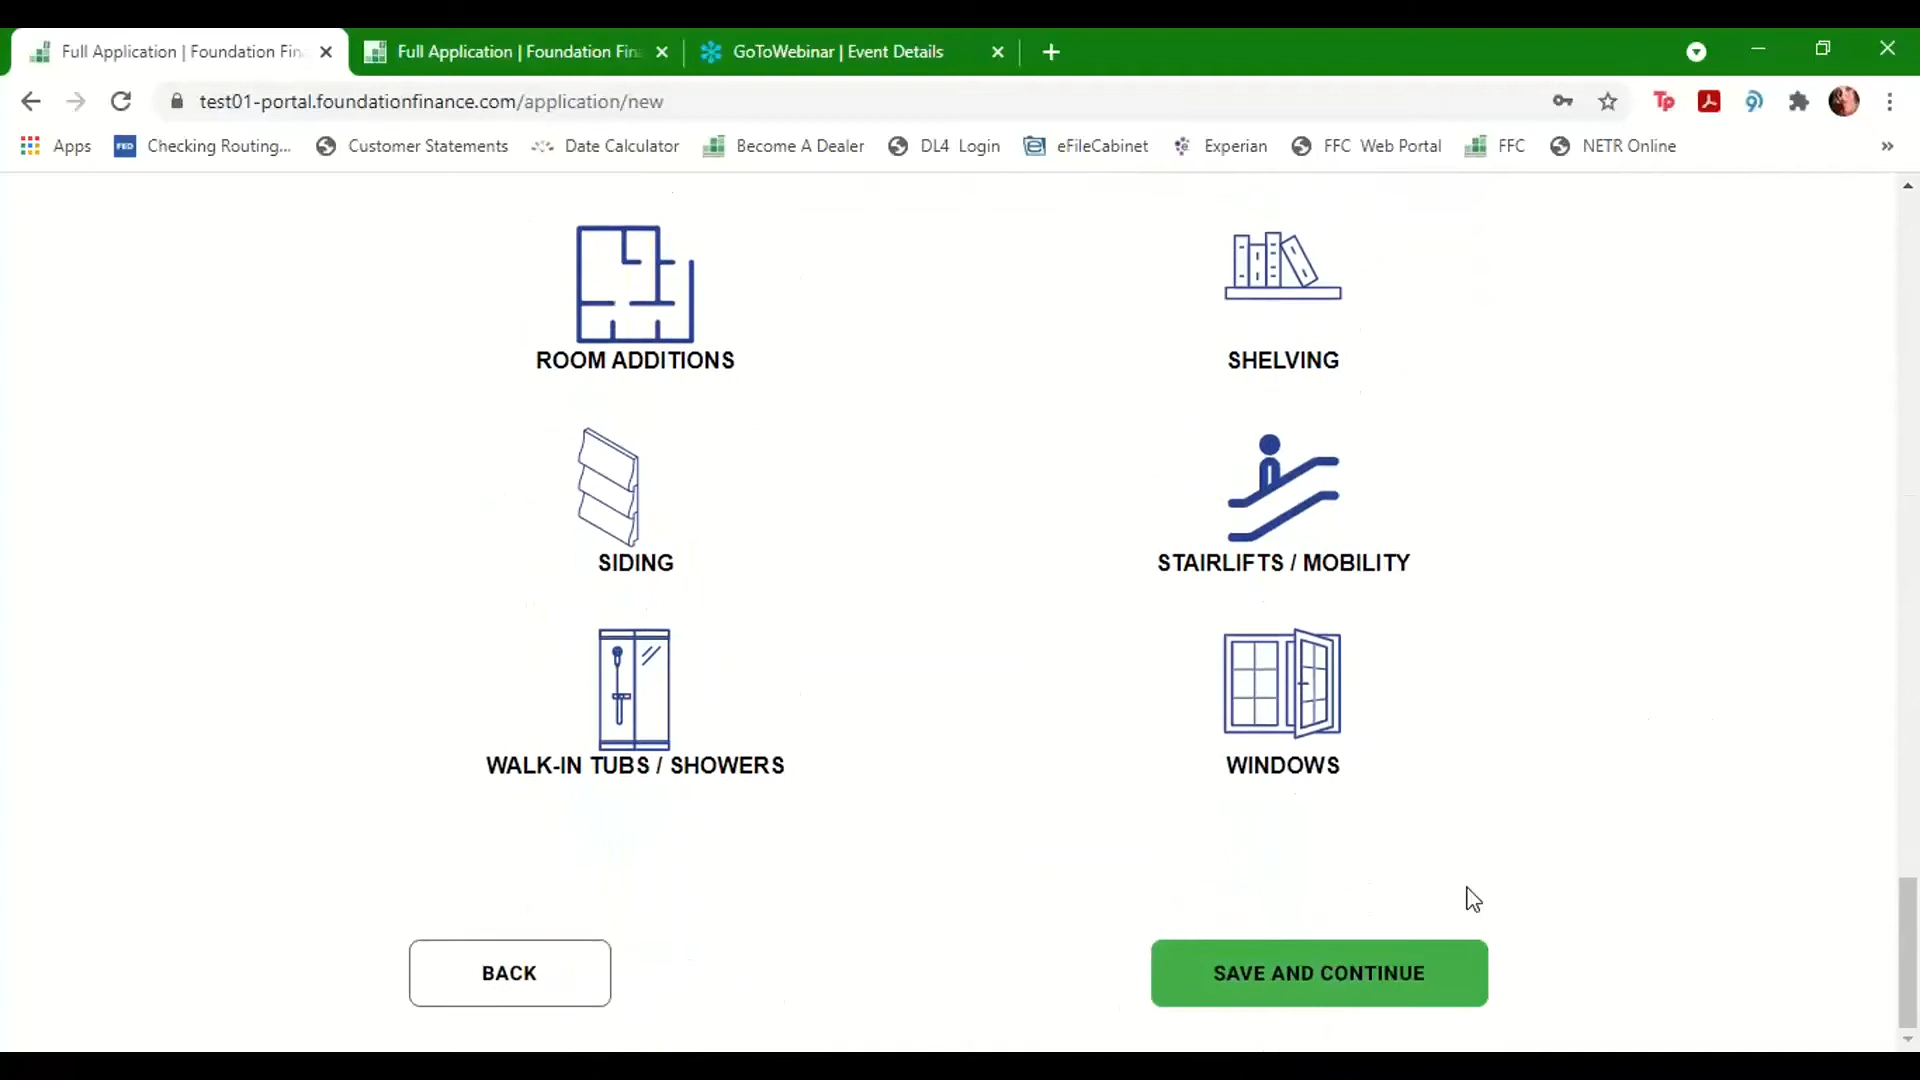 Full Application | Foundation Fin
Full Application | Foundation Fin
GoToWebinar | Event Details
test01-portal.foundationfinance.com/application/new
Tp
Apps
FED
Checking Routing...
Customer Statements
Date Calculator
Become A Dealer
DL4 Login
eFileCabinet
Experian
FFC Web Portal
FFC
NETR Online
»
ROOM ADDITIONS
SHELVING
SIDING
STAIRLIFTS / MOBILITY
WALK-IN TUBS / SHOWERS
WINDOWS
BACK
SAVE AND CONTINUE